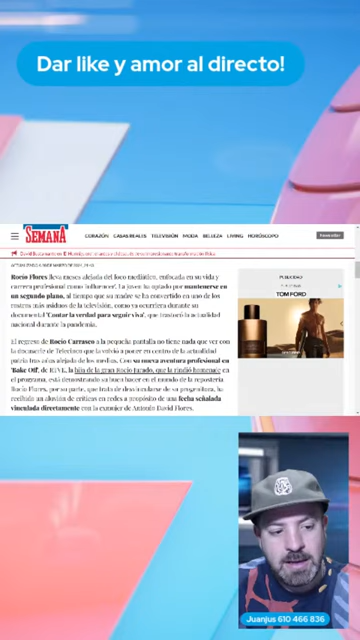 Dar like y amor al directo!
SEMANA
CORAZÓN CASAS REALES TELEVISIÓN MODA BELLEZA LIVING HORÓSCOPO
Rocío Flores lleva meses alejada del foco mediático, enfocada en su vida y
carrera profesional como 'influencer'. La joven ha optado por mantenerse en
un segundo plano, al tiempo que su madre se ha convertido en uno de los
rostros más asiduos de la televisión, como ya ocurriera durante su
documental 'Contar la verdad para seguir viva', que trastocó la actualidad
nacional durante la pandemia.
PUBLICIDAD
TOM FORD
El regreso de Rocío Carrasco a la pequeña pantalla no tiene nada que ver con
la docuserie de Telecinco que la volvió a poner en centro de la actualidad
patria tras años alejada de los medios. Con su nueva aventura profesional en
'Bake Off', de RTVE, la hija de la gran Rocío Jurado, que la rindió homenaje en
el programa, está demostrando su buen hacer en el mundo de la repostería
Rocío Flores, por su parte, que trata de desvincularse de su progenitora, ha
recibido un aluvión de críticas en redes a propósito de una fecha señalada
vinculada directamente con la exmujer de Antonio David Flores.
Juanjus 610 466 836